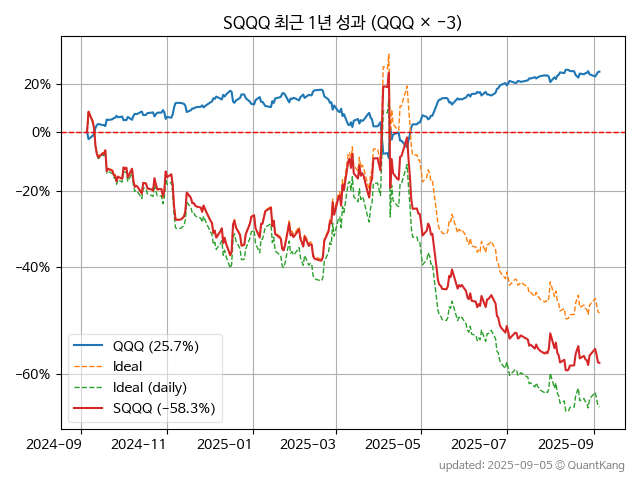 SQQQ 최근 1년 성과 (QQQ × −3)
20%
0%
−20%
−40%
−60%
QQQ (25.7%)
Ideal
Ideal (daily)
SQQQ (−58.3%)
2024-09
2024-11
2025-01
2025-03
2025-05
2025-07
2025-09
updated: 2025-09-05 © QuantKang